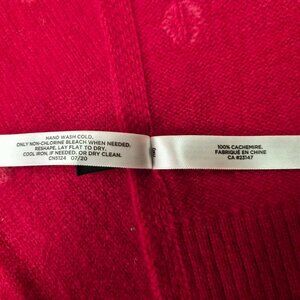 HAND WASH COLD.
ONLY NON-CHLORINE BLEACH WHEN NEEDED.
RESHAPE, LAY FLAT TO DRY.
COOL IRON, IF NEEDED. OR DRY CLEAN.
CN5124 07/20
100% CACHEMIRE.
FABRIQUÉ EN CHINE
CA #23147